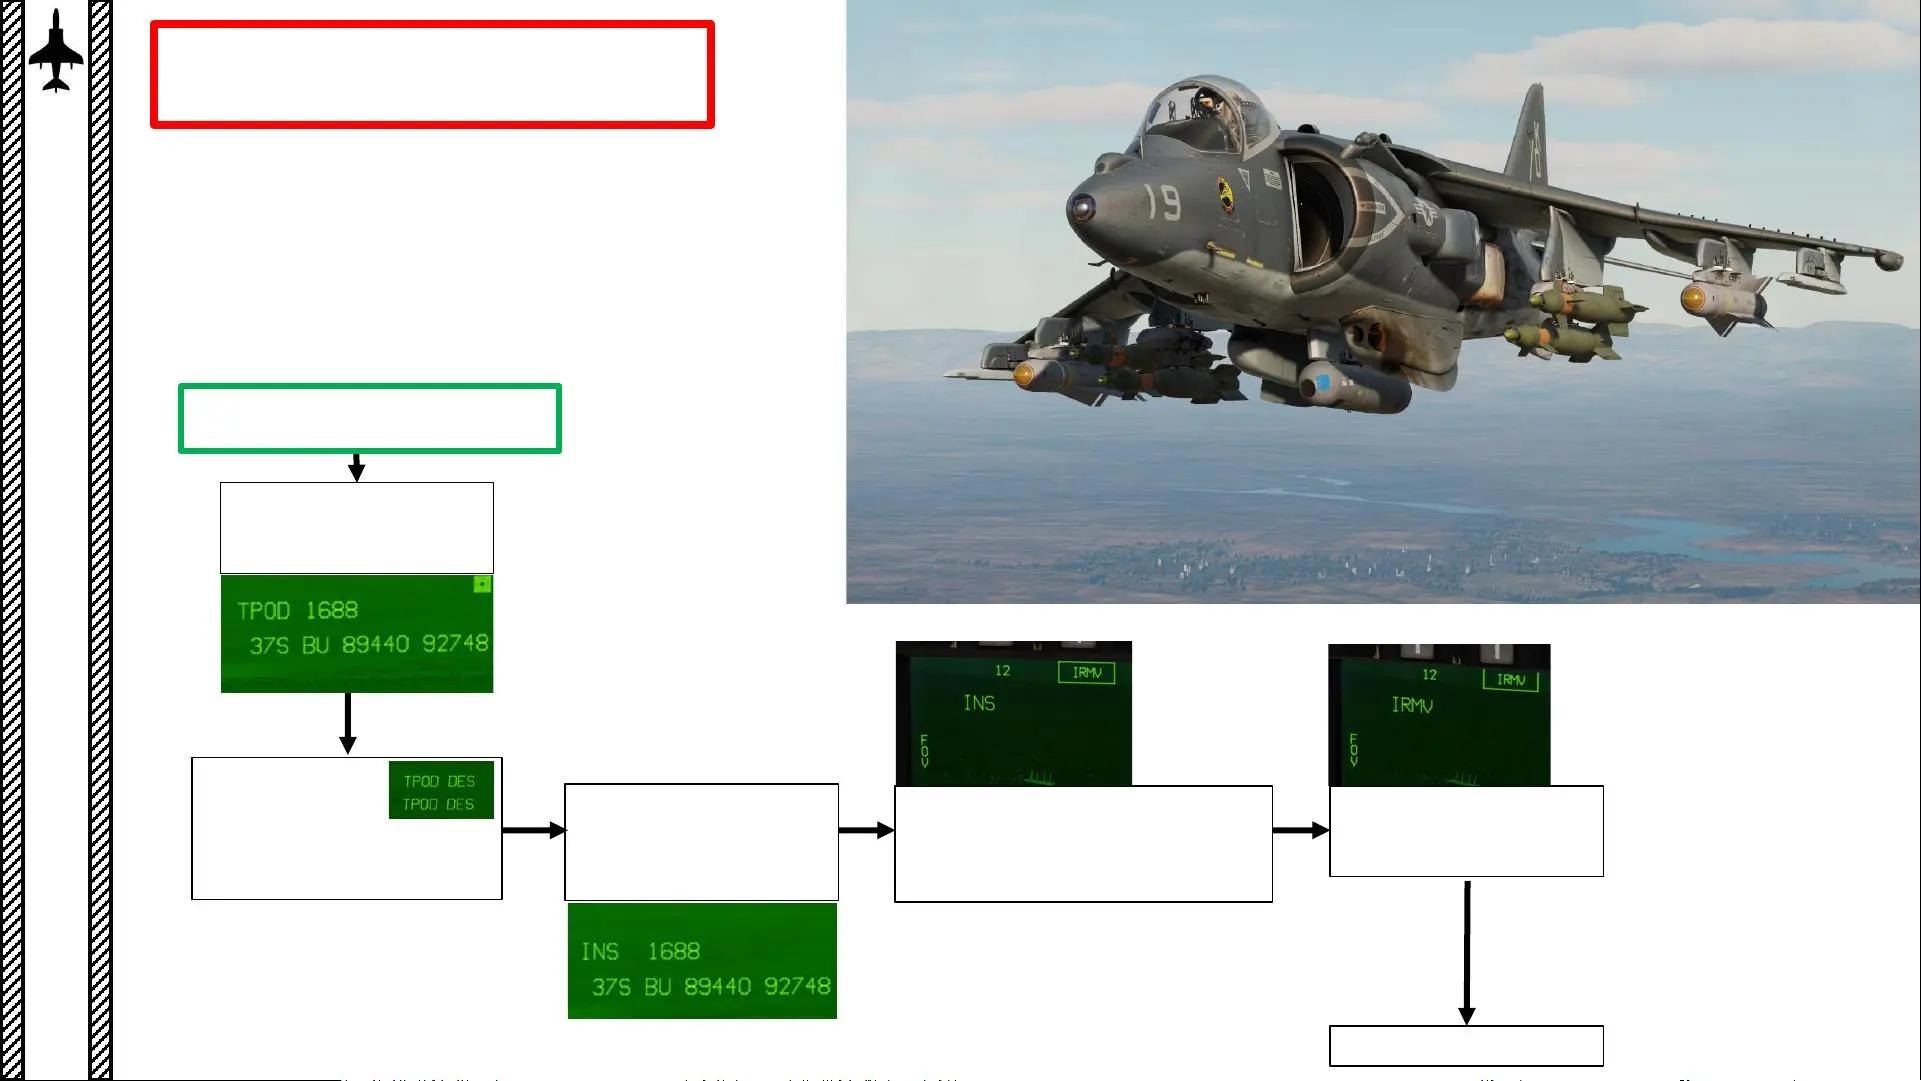 19
TPOD 1688
37S BU 89440 92748
TPOD DES
TPOD DES
INS 1688
37S BU 89440 92748
12 IRMV
INS
FOV
12 IRMV
IRMV
FOV